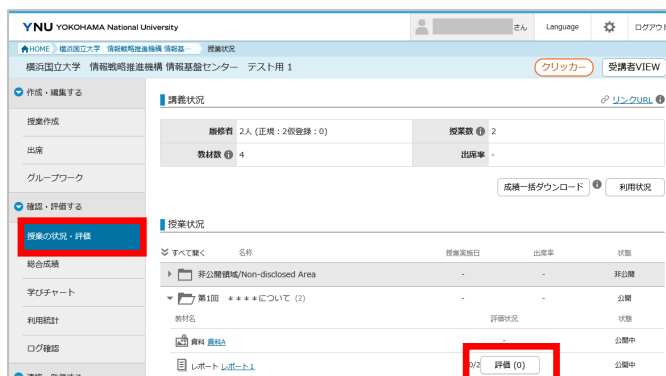 YNU YOKOHAMA National University さん Language ログアウト
HOME 横浜国立大学 情報戦略推進機構 情報基… 授業状況
横浜国立大学 情報戦略推進機構 情報基盤センター テスト用 1 クリッカー 受講者VIEW
作成・編集する
講義状況 リンクURL
授業作成
履修者 2人 (正規:2仮登録:0) 授業数 2
出席
教材数 4 出席率 -
グループワーク
成績一括ダウンロード 利用状況
確認・評価する
授業状況
授業の状況・評価
すべて開く 名称 授業実施日 出席率 状態
総合成績
非公開領域/Non-disclosed Area - - 非公開
学びチャート
第1回 ****について (2) - - 公開
利用統計
教材名 評価状況 状態
資料 資料A - 公開中
ログ確認
レポート レポート1 0/2 評価 (0) 公開中